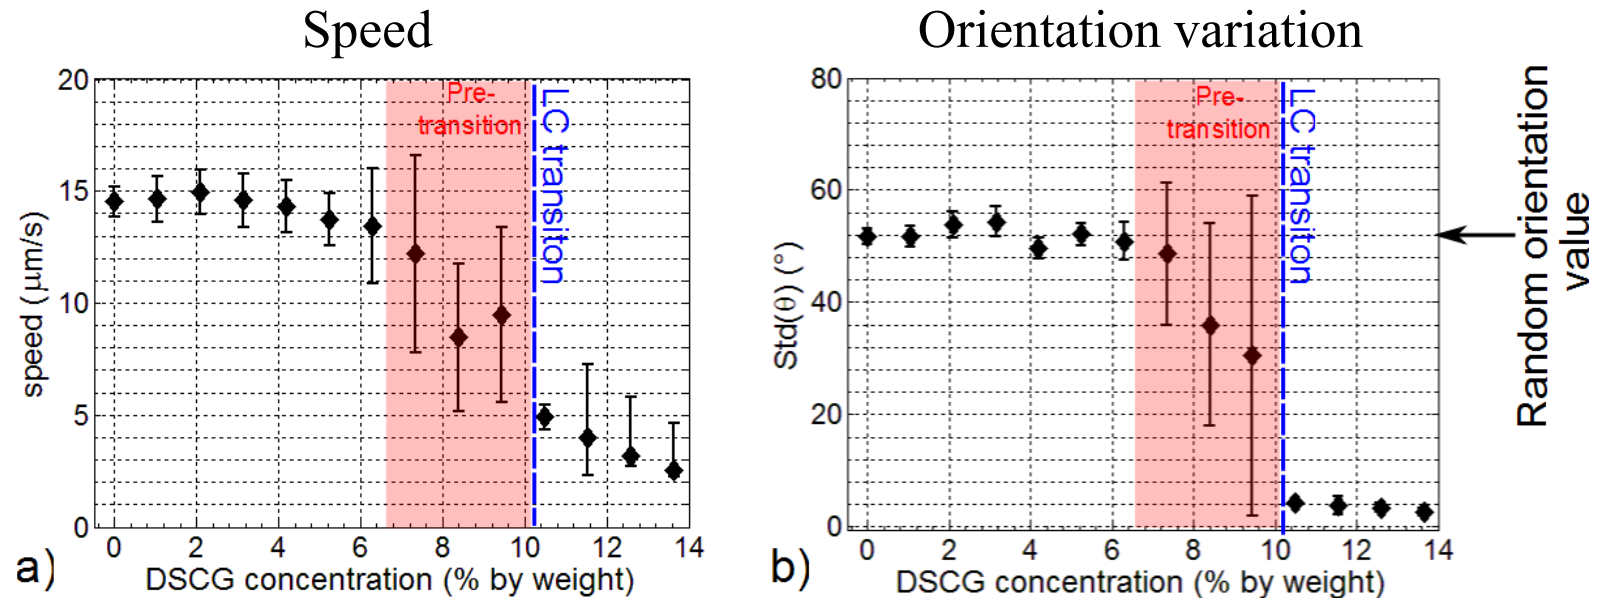 Speed
20
15
10
5
0
speed (μm/s)
Pre-
transition
LC transiton
0 2 4 6 8 10 12 14
a)
DSCG concentration (% by weight)
Orientation variation
80
60
40
20
0
Std(θ) (°)
Pre-
transition
LC transiton
0 2 4 6 8 10 12 14
b)
DSCG concentration (% by weight)
Random orientation
value